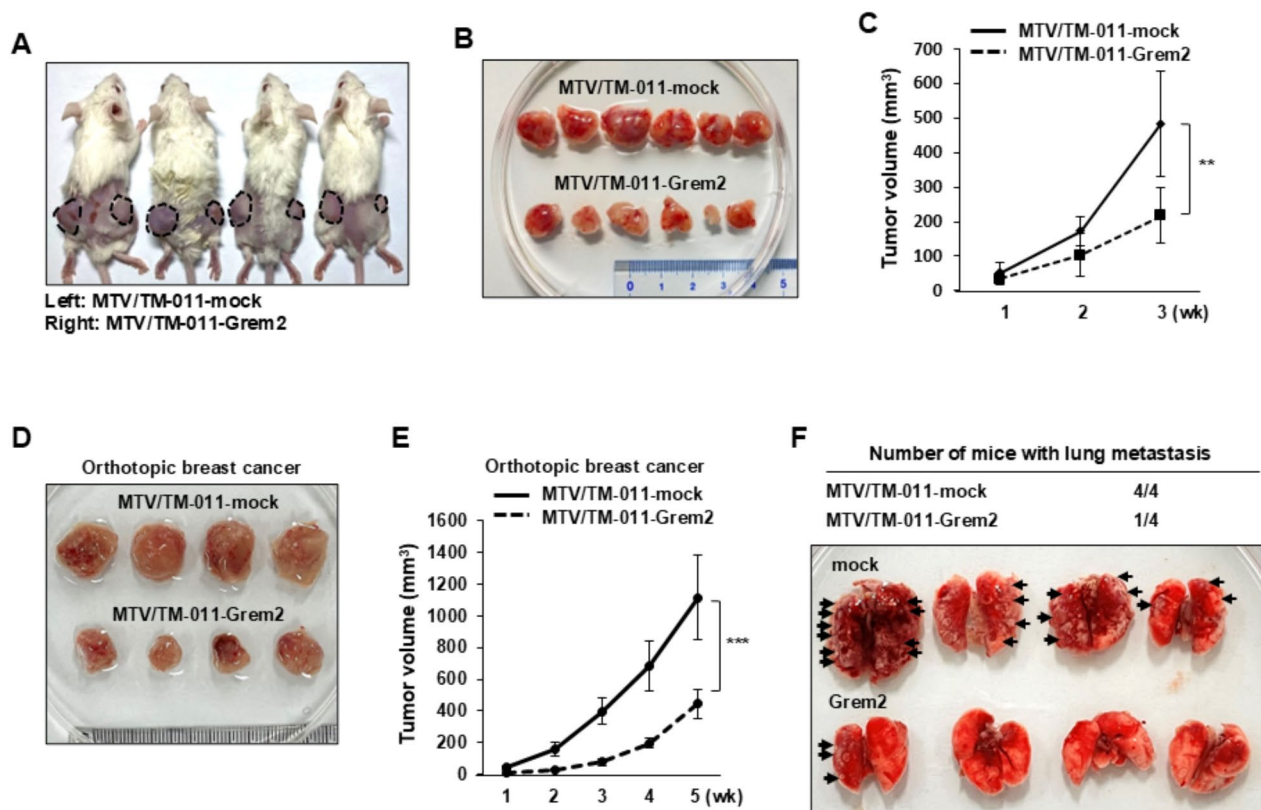 A
Left: MTV/TM-011-mock
Right: MTV/TM-011-Grem2
B
MTV/TM-011-mock
MTV/TM-011-Grem2
0 1 2 3 4 5
C
MTV/TM-011-mock
MTV/TM-011-Grem2
Tumor volume (mm³)
700
600
500
400
300
200
100
0
**
1 2 3 (wk)
D
Orthotopic breast cancer
MTV/TM-011-mock
MTV/TM-011-Grem2
E
Orthotopic breast cancer
MTV/TM-011-mock
MTV/TM-011-Grem2
Tumor volume (mm³)
1600
1400
1200
1000
800
600
400
200
0
***
1 2 3 4 5 (wk)
F
Number of mice with lung metastasis
MTV/TM-011-mock 4/4
MTV/TM-011-Grem2 1/4
mock
Grem2